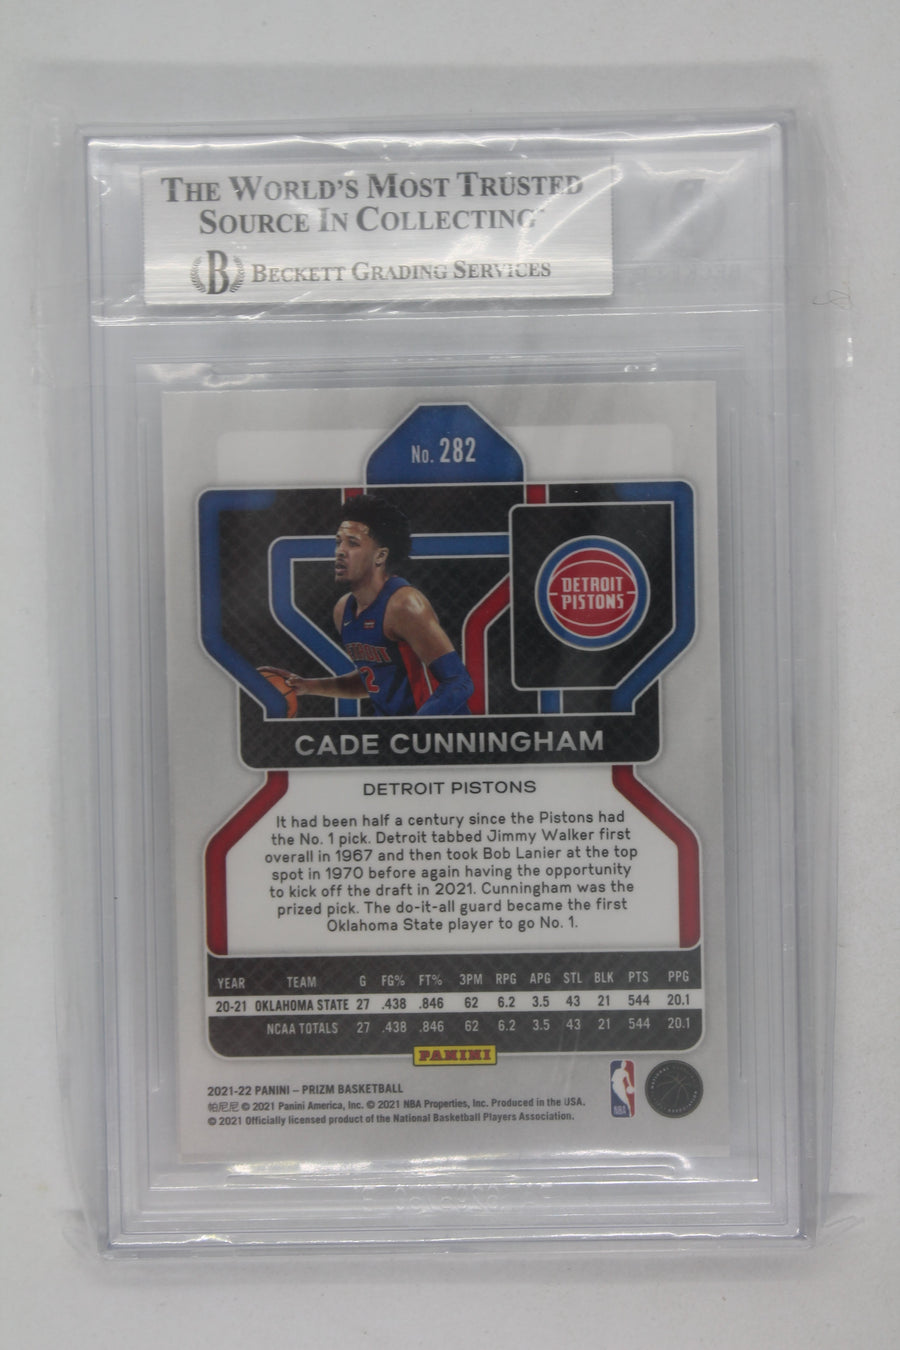 THE WORLD'S MOST TRUSTED
SOURCE IN COLLECTING
B BECKETT GRADING SERVICES
No. 282
DETROIT
PISTONS
DETROIT
2
CADE CUNNINGHAM
DETROIT PISTONS
It had been half a century since the Pistons had
the No. 1 pick. Detroit tabbed Jimmy Walker first
overall in 1967 and then took Bob Lanier at the top
spot in 1970 before again having the opportunity
to kick off the draft in 2021. Cunningham was the
prized pick. The do-it-all guard became the first
Oklahoma State player to go No. 1.
YEAR TEAM G FG% FT% 3PM RPG APG STL BLK PTS PPG
20-21 OKLAHOMA STATE 27 .438 .846 62 6.2 3.5 43 21 544 20.1
NCAA TOTALS 27 .438 .846 62 6.2 3.5 43 21 544 20.1
PANINI
2021-22 PANINI – PRIZM BASKETBALL
帕尼尼 © 2021 Panini America, Inc. © 2021 NBA Properties, Inc. Produced in the USA.
© 2021 Officially licensed product of the National Basketball Players Association.
NBA